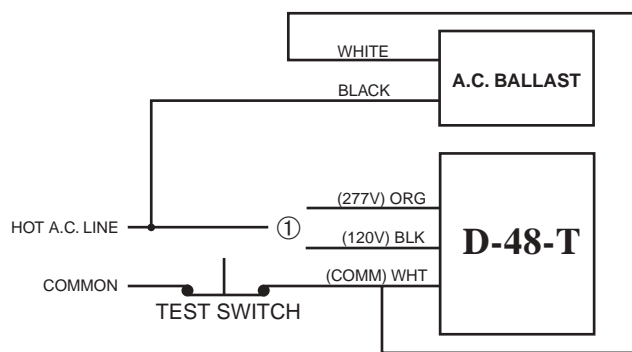 WHITE
A.C. BALLAST
BLACK
(277V) ORG
HOT A.C. LINE
①
(120V) BLK
D-48-T
COMMON
(COMM) WHT
TEST SWITCH